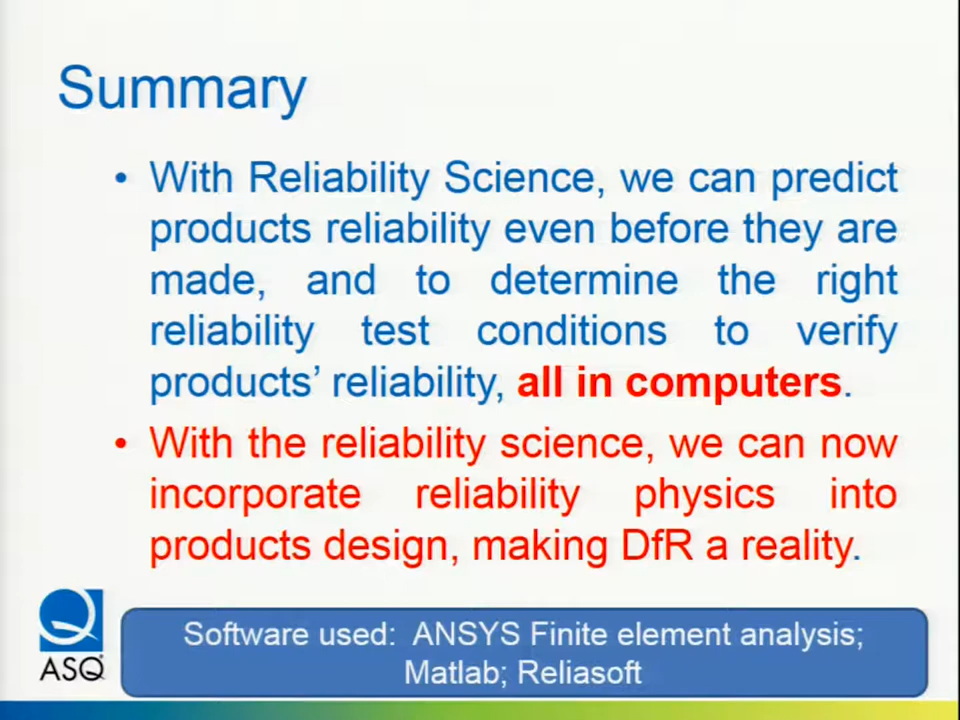 Summary
• With Reliability Science, we can predict
products reliability even before they are
made, and to determine the right
reliability test conditions to verify
products’ reliability, all in computers.
• With the reliability science, we can now
incorporate reliability physics into
products design, making DfR a reality.
Software used: ANSYS Finite element analysis;
Matlab; Reliasoft
ASQ